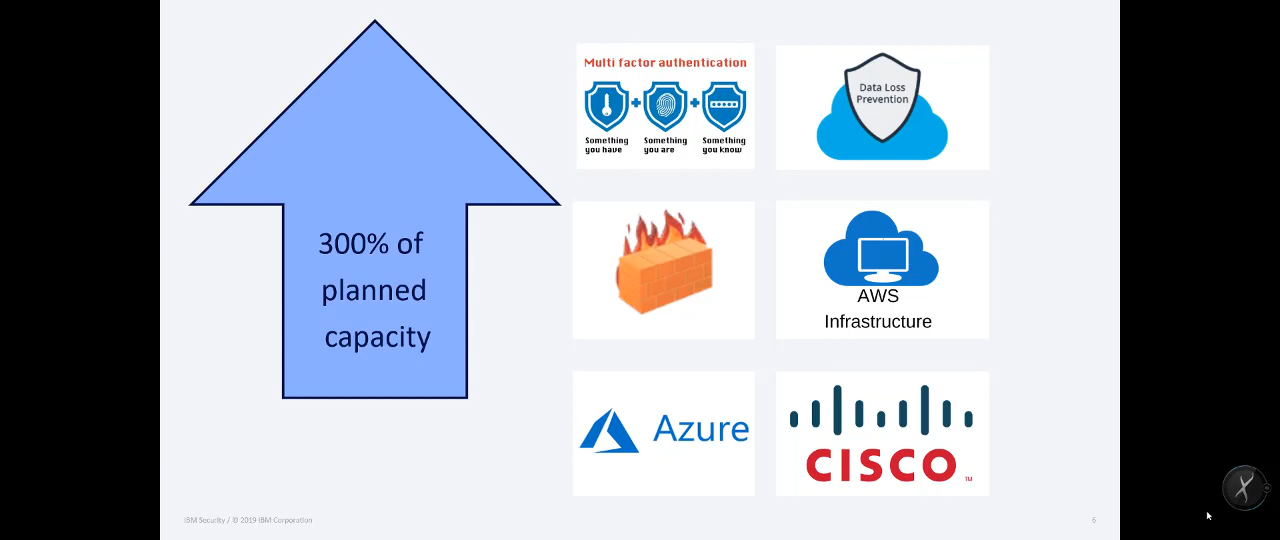 300% of
planned
capacity
Multi factor authentication
Something you have
Something you are
Something you know
Data Loss
Prevention
AWS
Infrastructure
Azure
CISCO
TM
IBM Security / © 2019 IBM Corporation
6